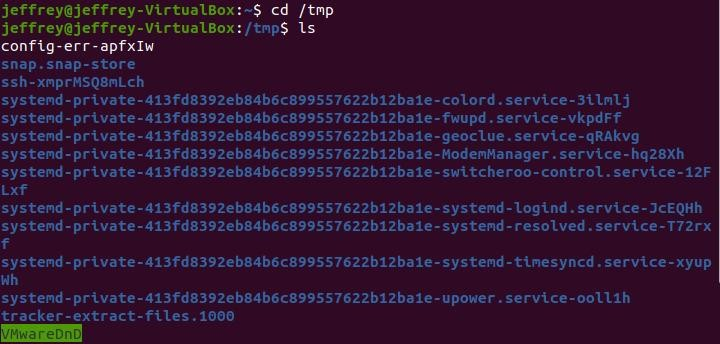 jeffrey@jeffrey-VirtualBox:~$ cd /tmp
jeffrey@jeffrey-VirtualBox:/tmp$ ls
config-err-apfxIw
snap.snap-store
ssh-xmprMSQ8mLch
systemd-private-413fd8392eb84b6c899557622b12ba1e-colord.service-3ilmlj
systemd-private-413fd8392eb84b6c899557622b12ba1e-fwupd.service-vkpdFf
systemd-private-413fd8392eb84b6c899557622b12ba1e-geoclue.service-qRAkvg
systemd-private-413fd8392eb84b6c899557622b12ba1e-ModemManager.service-hq28Xh
systemd-private-413fd8392eb84b6c899557622b12ba1e-switcheroo-control.service-12F
Lxf
systemd-private-413fd8392eb84b6c899557622b12ba1e-systemd-logind.service-JcEQHh
systemd-private-413fd8392eb84b6c899557622b12ba1e-systemd-resolved.service-T72rx
f
systemd-private-413fd8392eb84b6c899557622b12ba1e-systemd-timesyncd.service-xyup
Wh
systemd-private-413fd8392eb84b6c899557622b12ba1e-upower.service-ooll1h
tracker-extract-files.1000
VMwareDnD